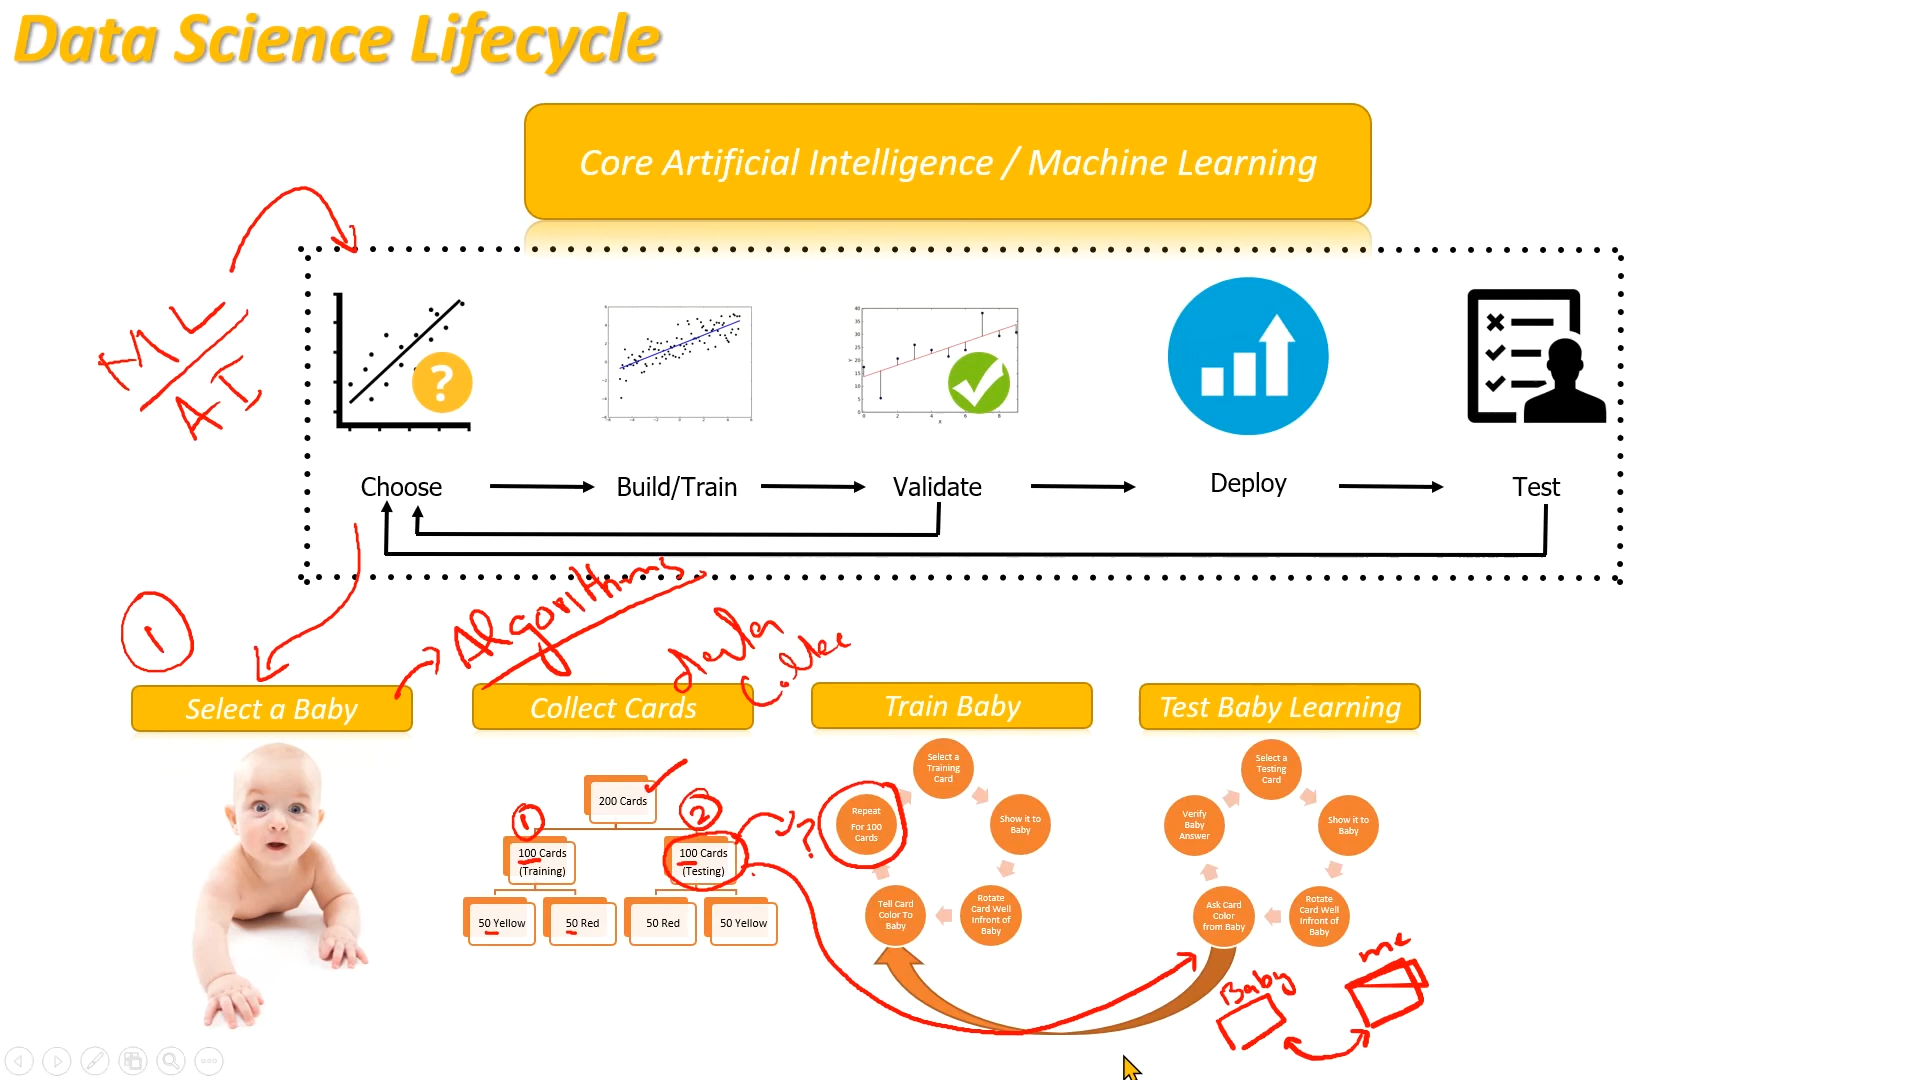 Data Science Lifecycle
Core Artificial Intelligence / Machine Learning
ML
AI
?
Choose
Build/Train
Validate
Deploy
Test
1
Algorithms
Select a Baby
Collect Cards
Train Baby
Test Baby Learning
200 Cards
1
2
100 Cards
(Training)
100 Cards
(Testing)
?
50 Yellow
50 Red
50 Red
50 Yellow
Select a
Training
Card
Show it to
Baby
Rotate
Card Well
Infront of
Baby
Tell Card
Color To
Baby
Repeat
For 100
Cards
Select a
Testing
Card
Show it to
Baby
Rotate
Card Well
Infront of
Baby
Ask Card
Color
from Baby
Verify
Baby
Answer
Baby
me